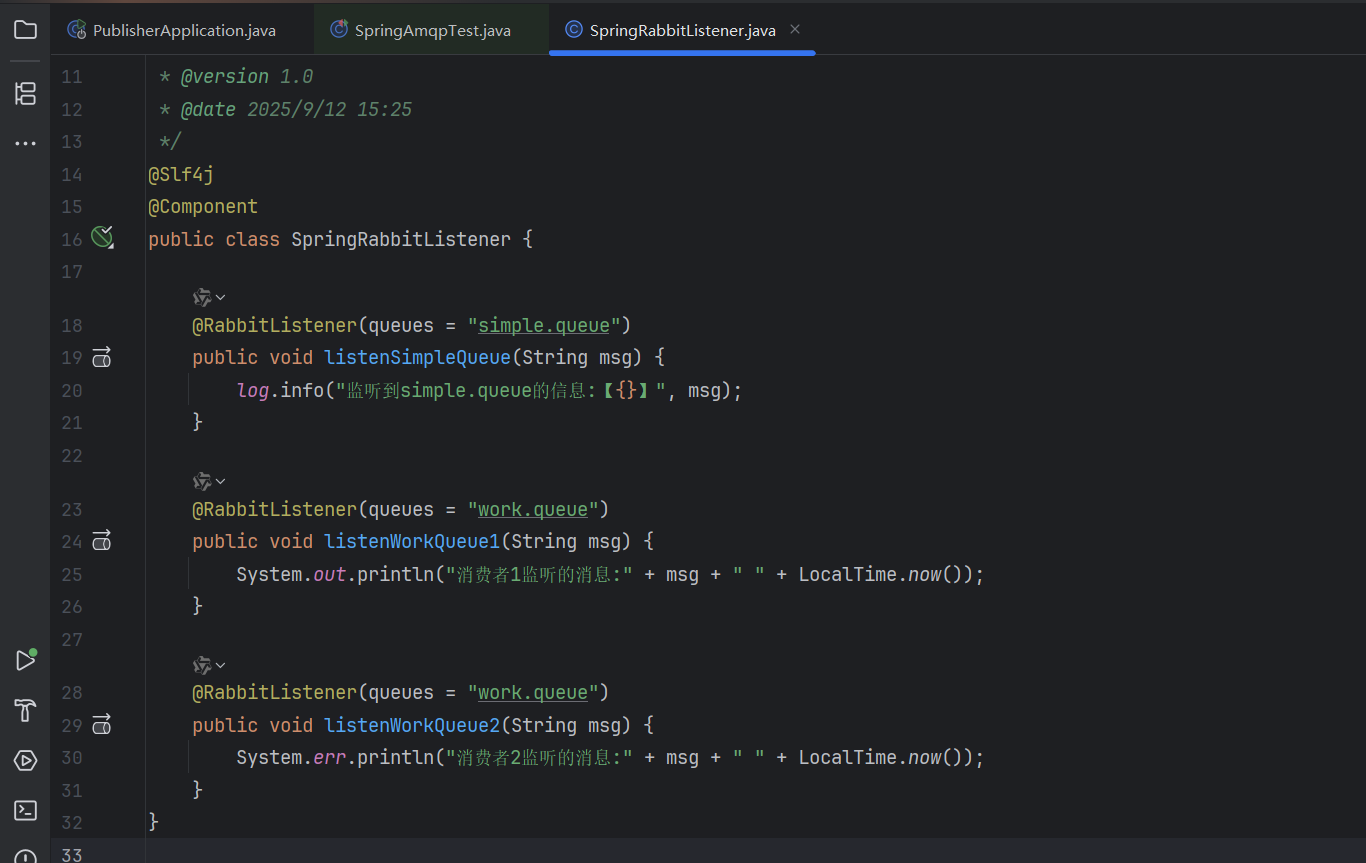 PublisherApplication.java SpringAmqpTest.java SpringRabbitListener.java
11 * @version 1.0
12 * @date 2025/9/12 15:25
13 */
14 @Slf4j
15 @Component
16 public class SpringRabbitListener {
17
18 @RabbitListener(queues = "simple.queue")
19 public void listenSimpleQueue(String msg) {
20 log.info("监听到simple.queue的信息:【{}】", msg);
21 }
22
23 @RabbitListener(queues = "work.queue")
24 public void listenWorkQueue1(String msg) {
25 System.out.println("消费者1监听的消息:" + msg + " " + LocalTime.now());
26 }
27
28 @RabbitListener(queues = "work.queue")
29 public void listenWorkQueue2(String msg) {
30 System.err.println("消费者2监听的消息:" + msg + " " + LocalTime.now());
31 }
32 }
33